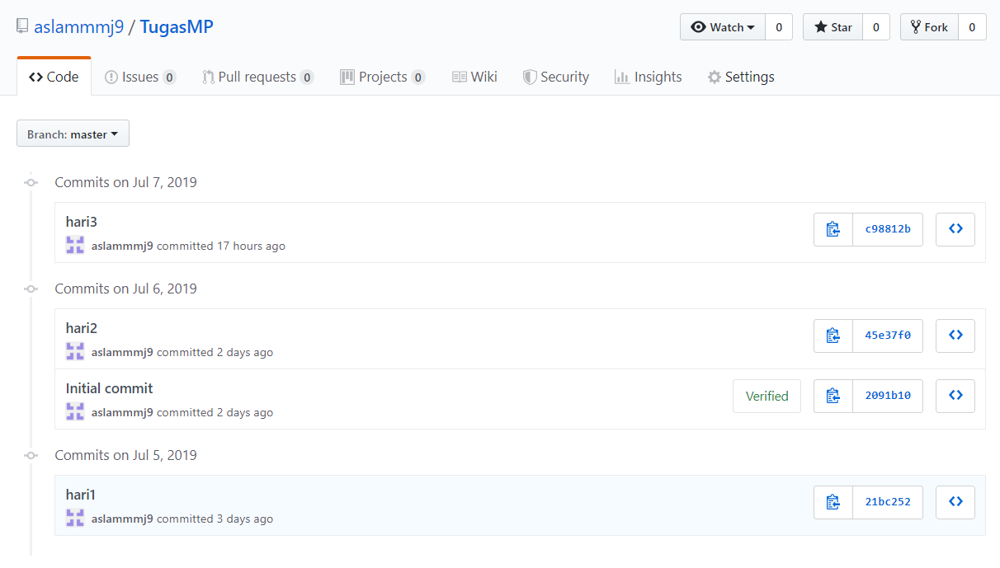 aslammmj9 / TugasMP
Watch 0 Star 0 Fork 0
Code Issues 0 Pull requests 0 Projects 0 Wiki Security Insights Settings
Branch: master
Commits on Jul 7, 2019
hari3
aslammmj9 committed 17 hours ago
c98812b
Commits on Jul 6, 2019
hari2
aslammmj9 committed 2 days ago
45e37f0
Initial commit
aslammmj9 committed 2 days ago
Verified 2091b10
Commits on Jul 5, 2019
hari1
aslammmj9 committed 3 days ago
21bc252